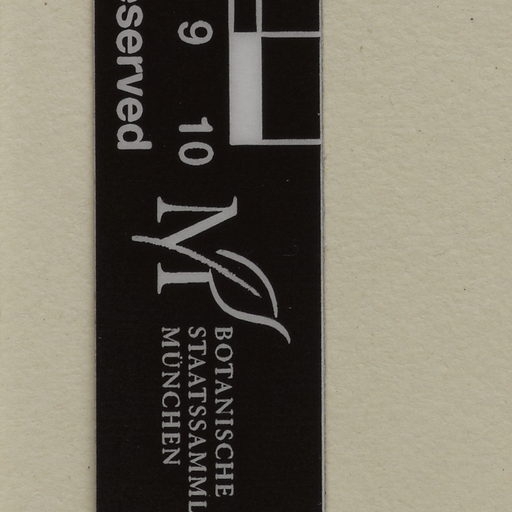 eserved
9 10
BOTANISCHE
STAATSSAMML
MÜNCHEN